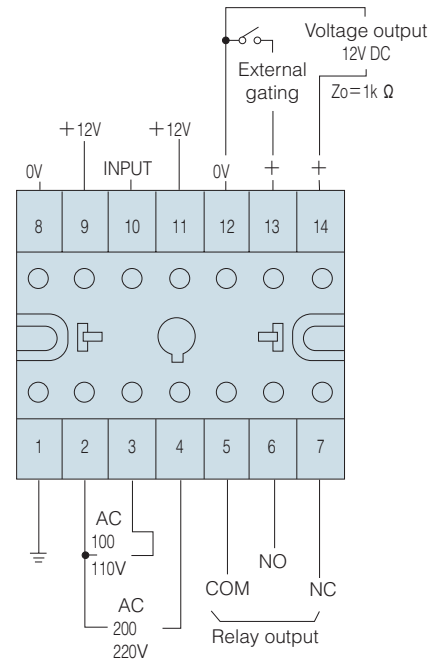 Voltage output
12V DC
Zo=1k Ω
External
gating
+12V +12V
0V INPUT 0V + +
8 9 10 11 12 13 14
1 2 3 4 5 6 7
AC
100
110V
AC
200
220V
COM NO NC
Relay output